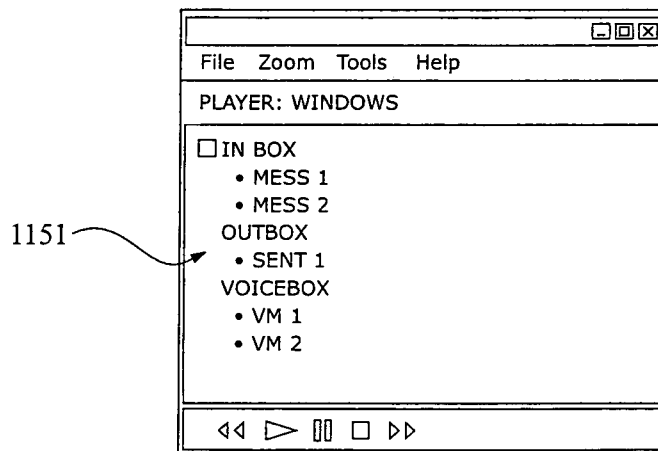 File Zoom Tools Help
PLAYER: WINDOWS
IN BOX
• MESS 1
• MESS 2
1151
OUTBOX
• SENT 1
VOICEBOX
• VM 1
• VM 2